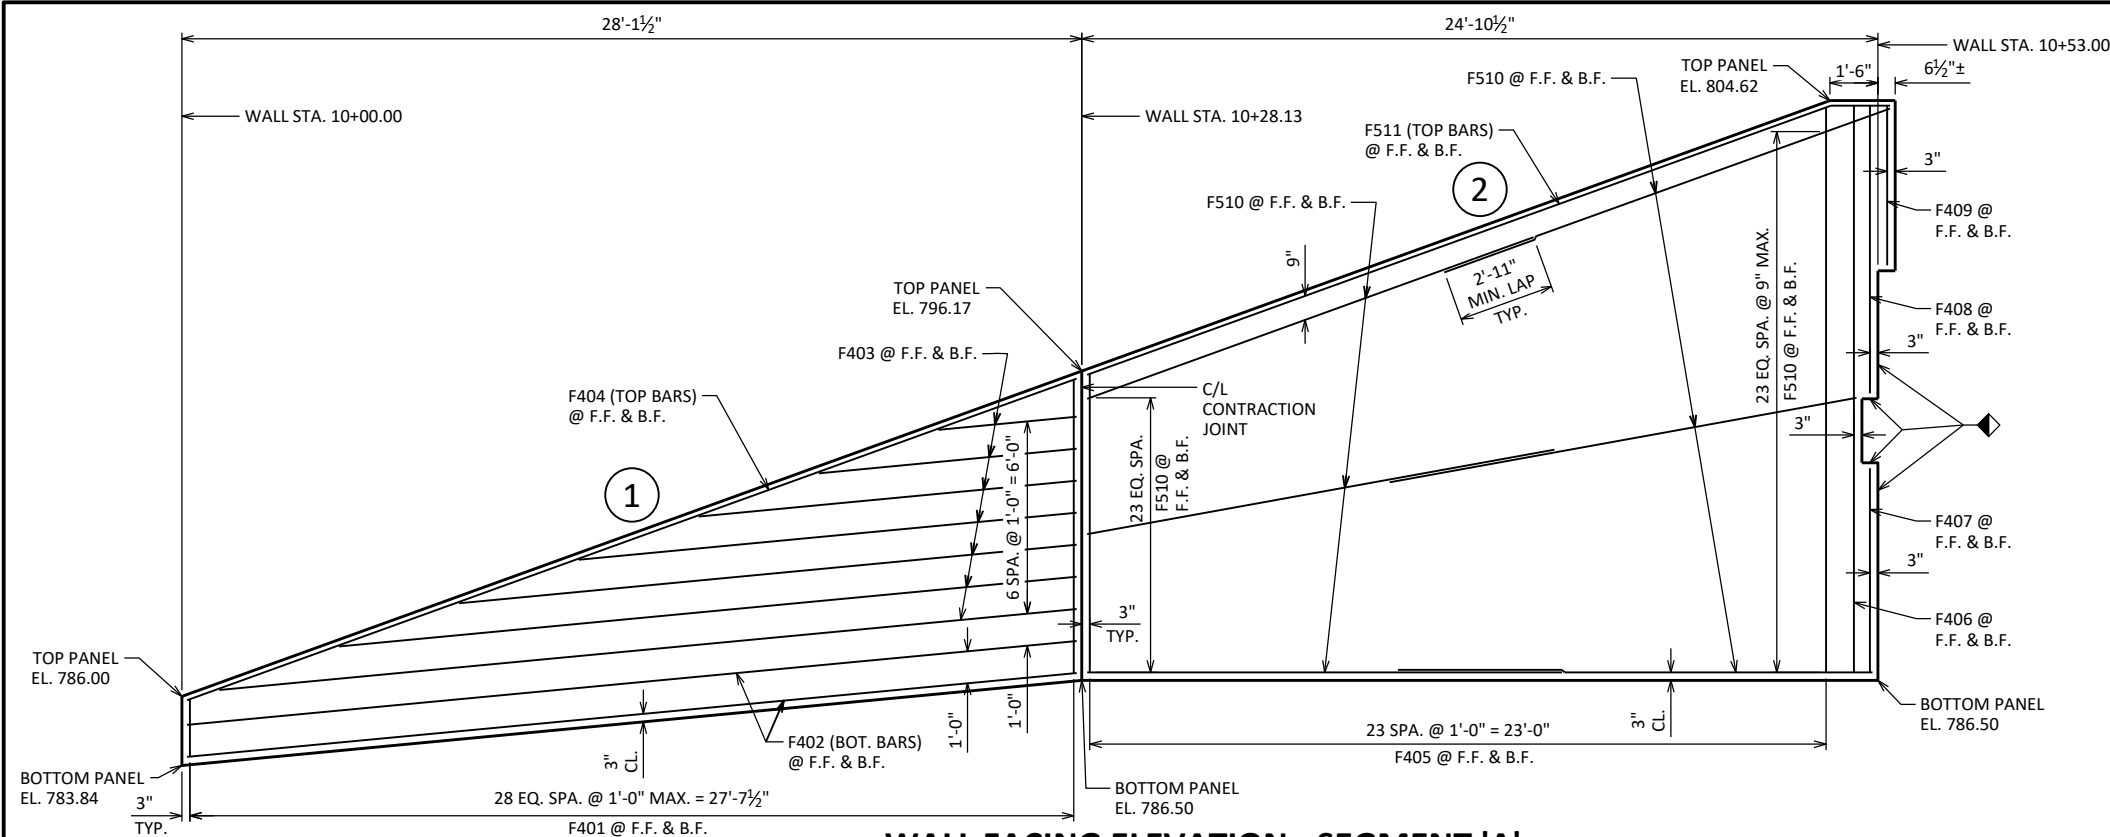 28'-1½"
24'-10½"
WALL STA. 10+53.00
TOP PANEL
EL. 804.62
1'-6"
6½"±
F510 @ F.F. & B.F.
WALL STA. 10+00.00
WALL STA. 10+28.13
F511 (TOP BARS)
@ F.F. & B.F.
2
3"
F510 @ F.F. & B.F.
F409 @
F.F. & B.F.
9"
2'-11"
MIN. LAP
TYP.
23 EQ. SPA. @ 9" MAX.
F510 @ F.F. & B.F.
TOP PANEL
EL. 796.17
F408 @
F.F. & B.F.
3"
F403 @ F.F. & B.F.
F404 (TOP BARS)
@ F.F. & B.F.
C/L
CONTRACTION
JOINT
3"
1
6 SPA. @ 1'-0" = 6'-0"
23 EQ. SPA.
F510 @
F.F. & B.F.
F407 @
F.F. & B.F.
3"
3"
TYP.
F406 @
F.F. & B.F.
TOP PANEL
EL. 786.00
BOTTOM PANEL
EL. 786.50
1'-0"
1'-0"
3"
CL.
23 SPA. @ 1'-0" = 23'-0"
F405 @ F.F. & B.F.
F402 (BOT. BARS)
@ F.F. & B.F.
3"
CL.
BOTTOM PANEL
EL. 783.84
BOTTOM PANEL
EL. 786.50
3"
TYP.
28 EQ. SPA. @ 1'-0" MAX. = 27'-7½"
F401 @ F.F. & B.F.
WALL FACING ELEVATION - SEGMENT 'A'